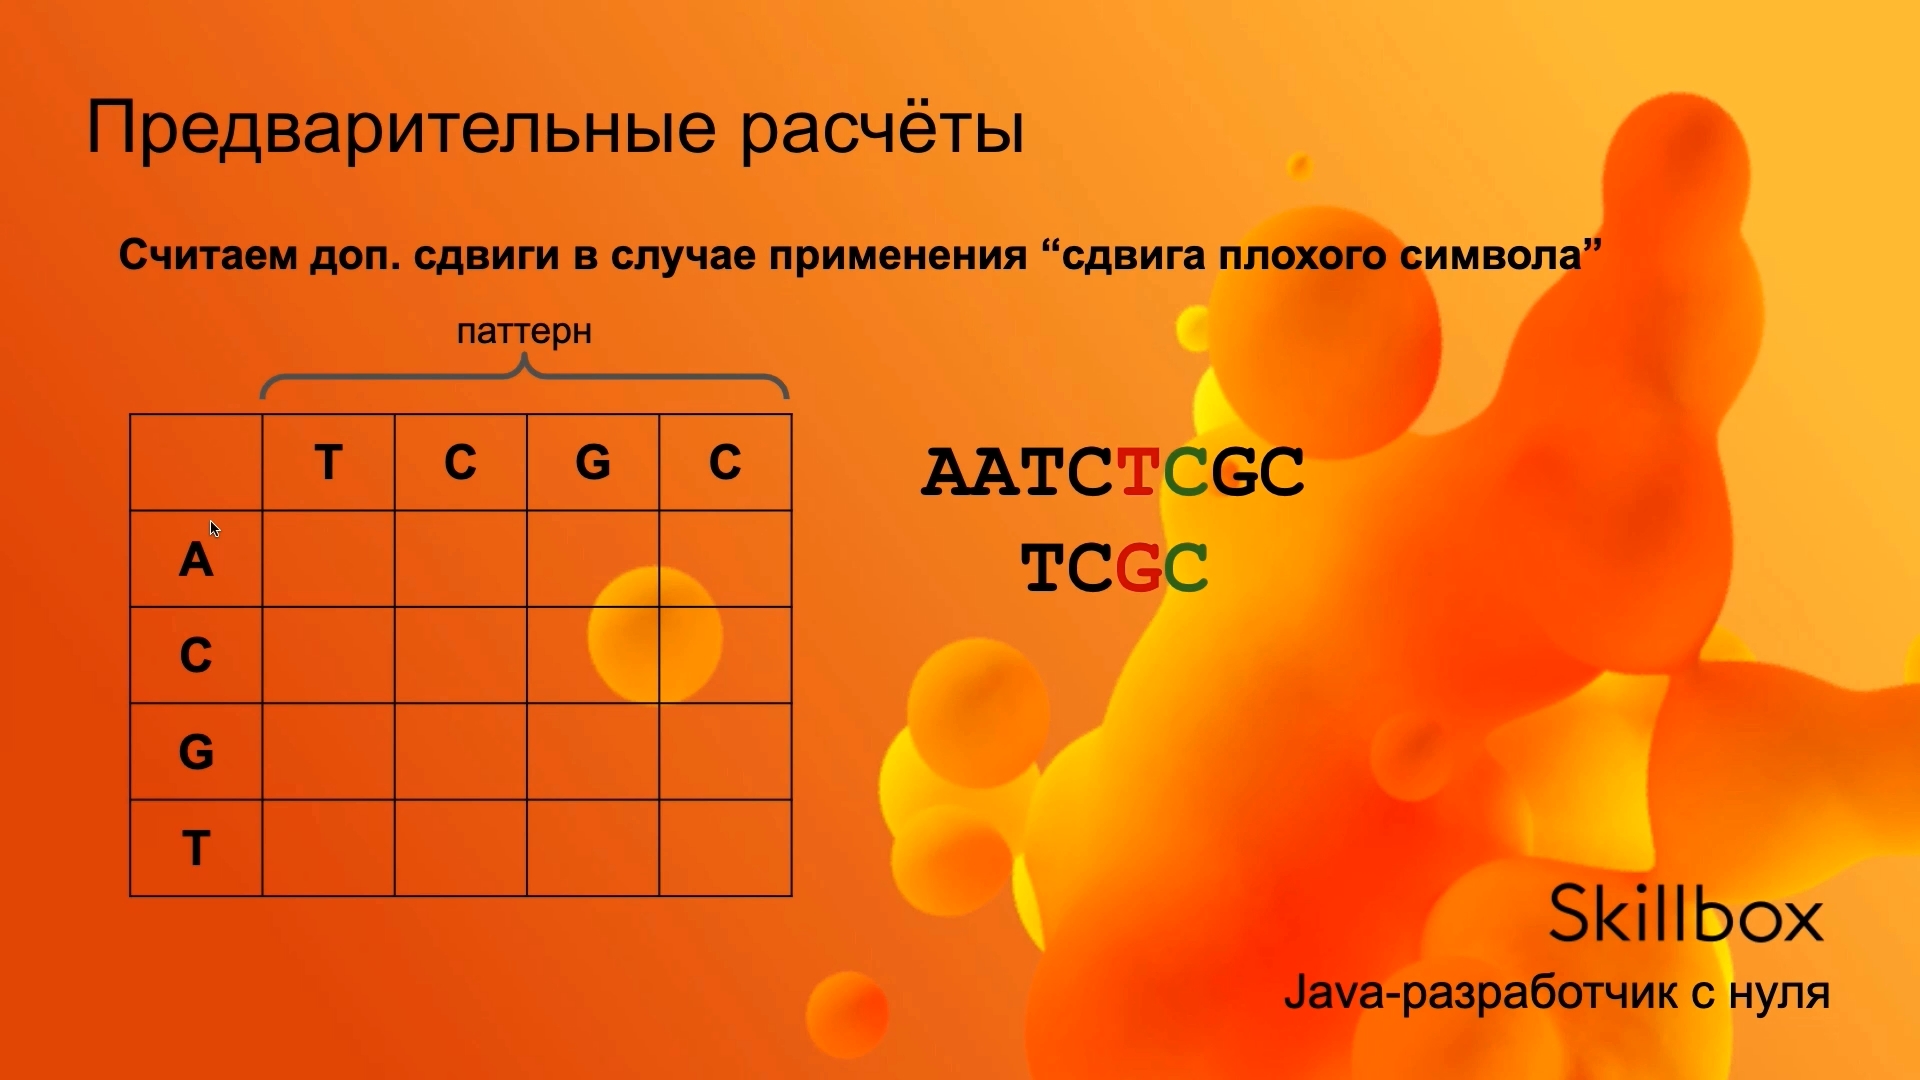 Предварительные расчёты
Считаем доп. сдвиги в случае применения “сдвига плохого символа”
паттерн
T C G C
A
C
G
T
AATCTCGC
TCGC
Skillbox
Java-разработчик с нуля